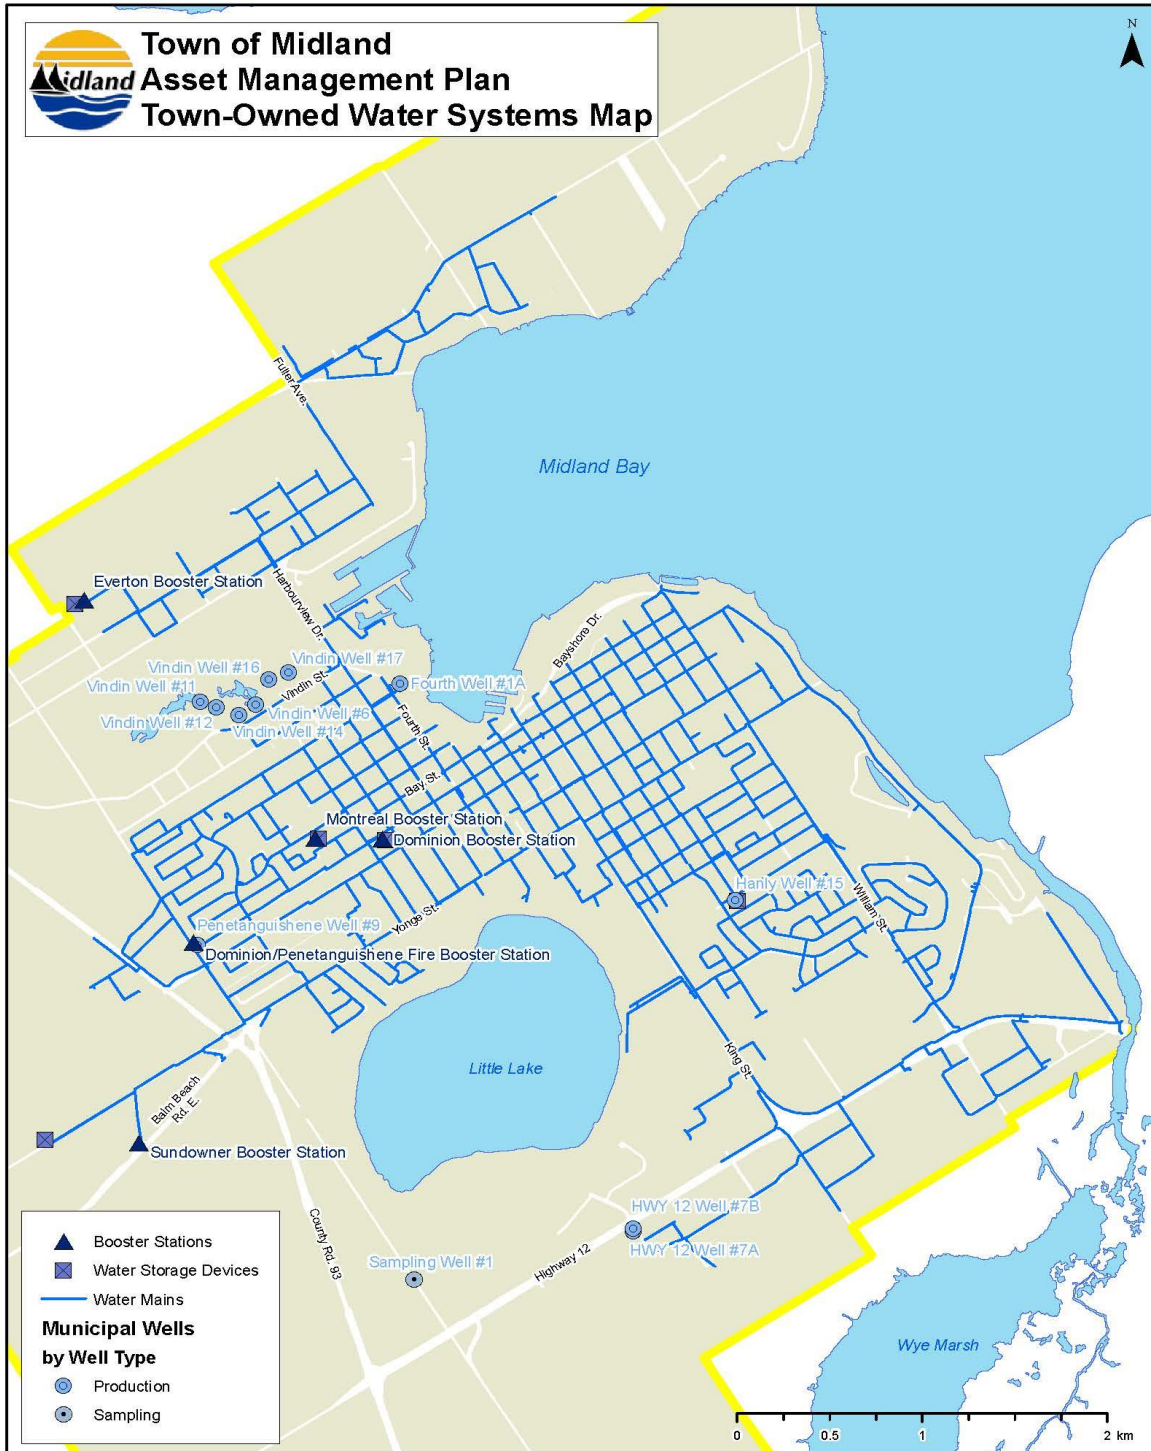 Midland
Town of Midland
Asset Management Plan
Town-Owned Water Systems Map
N
Fuller Ave.
Midland Bay
Everton Booster Station
Harbourview Dr.
Bayshore Dr.
Vindin Well #16
Vindin Well #17
Vindin St.
Vindin Well #11
Fourth Well #1A
Vindin Well #12
Vindin Well #6
Vindin Well #14
Fourth St.
Bay St.
Montreal Booster Station
Dominion Booster Station
Hanly Well #15
William St.
Penetanguishene Well #9
Yonge St.
Dominion/Penetanguishene Fire Booster Station
Little Lake
King St.
Balm Beach
Rd. E.
Sundowner Booster Station
HWY 12 Well #7B
HWY 12 Well #7A
County Rd. 93
Highway 12
Sampling Well #1
Wye Marsh
Booster Stations
Water Storage Devices
Water Mains
Municipal Wells
by Well Type
Production
Sampling
0 0.5 1 2 km